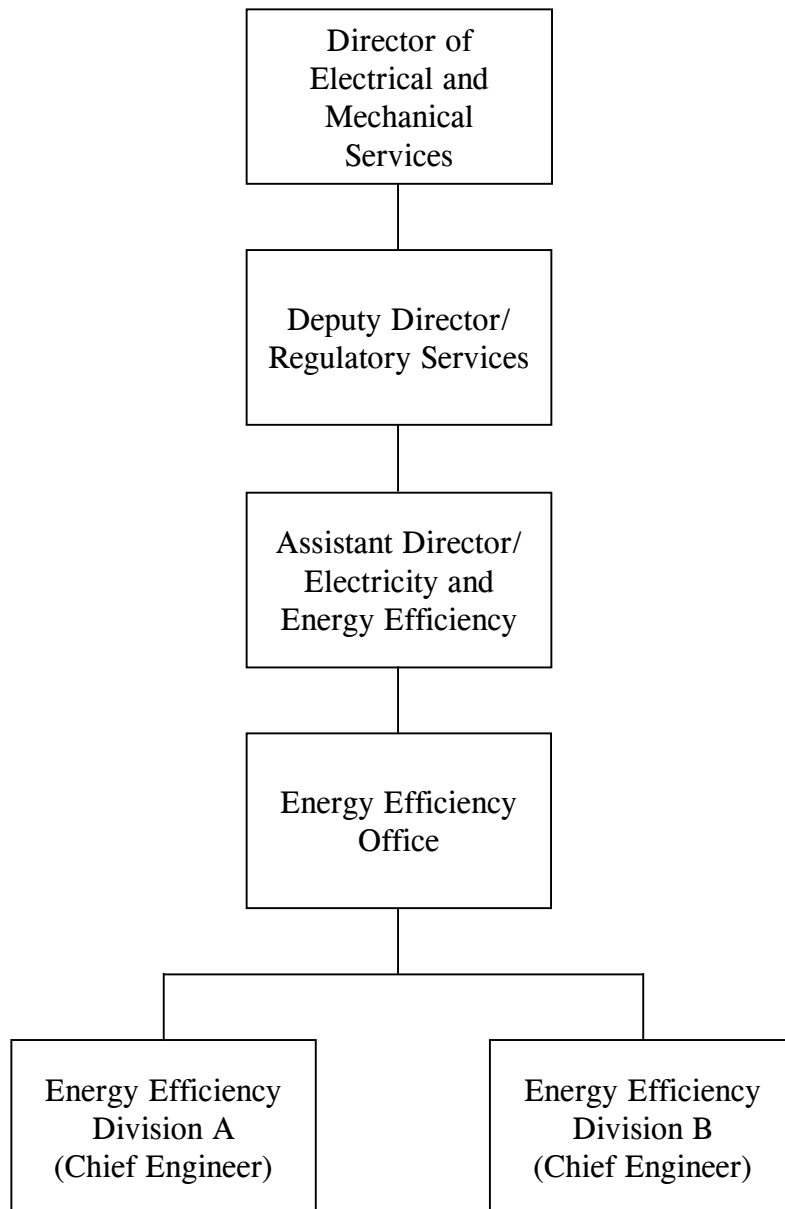 Director of
Electrical and
Mechanical
Services
Deputy Director/
Regulatory Services
Assistant Director/
Electricity and
Energy Efficiency
Energy Efficiency
Office
Energy Efficiency
Division A
(Chief Engineer)
Energy Efficiency
Division B
(Chief Engineer)